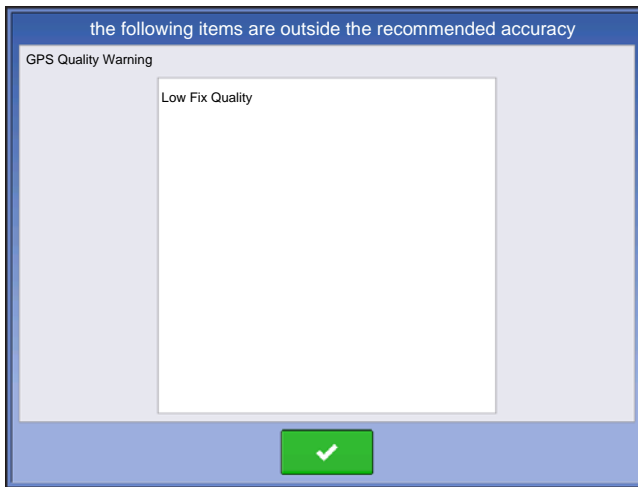 the following items are outside the recommended accuracy
GPS Quality Warning
Low Fix Quality